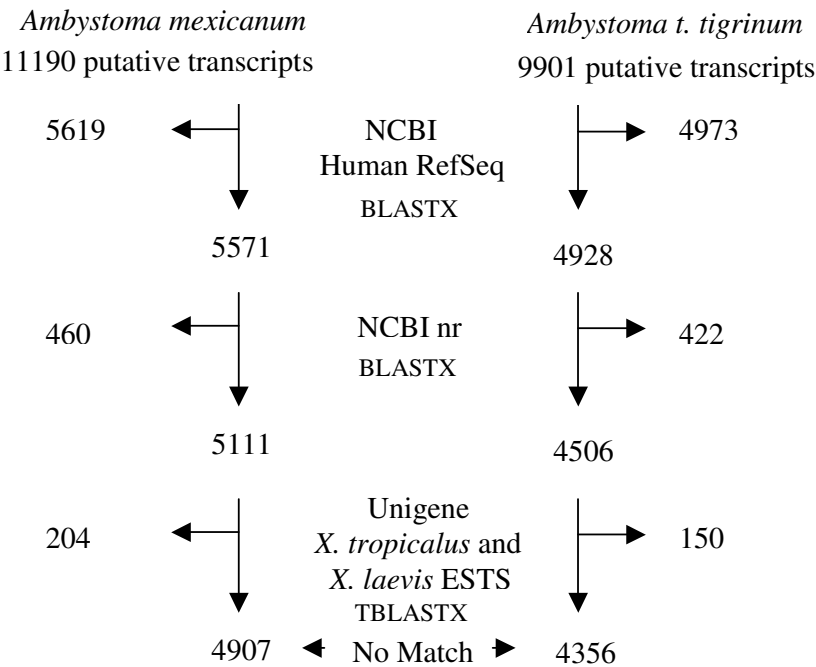 Ambystoma mexicanum
11190 putative transcripts
Ambystoma t. tigrinum
9901 putative transcripts
5619
NCBI
Human RefSeq
BLASTX
4973
5571
4928
460
NCBI nr
BLASTX
422
5111
4506
204
Unigene
X. tropicalus and
X. laevis ESTS
TBLASTX
150
4907
No Match
4356